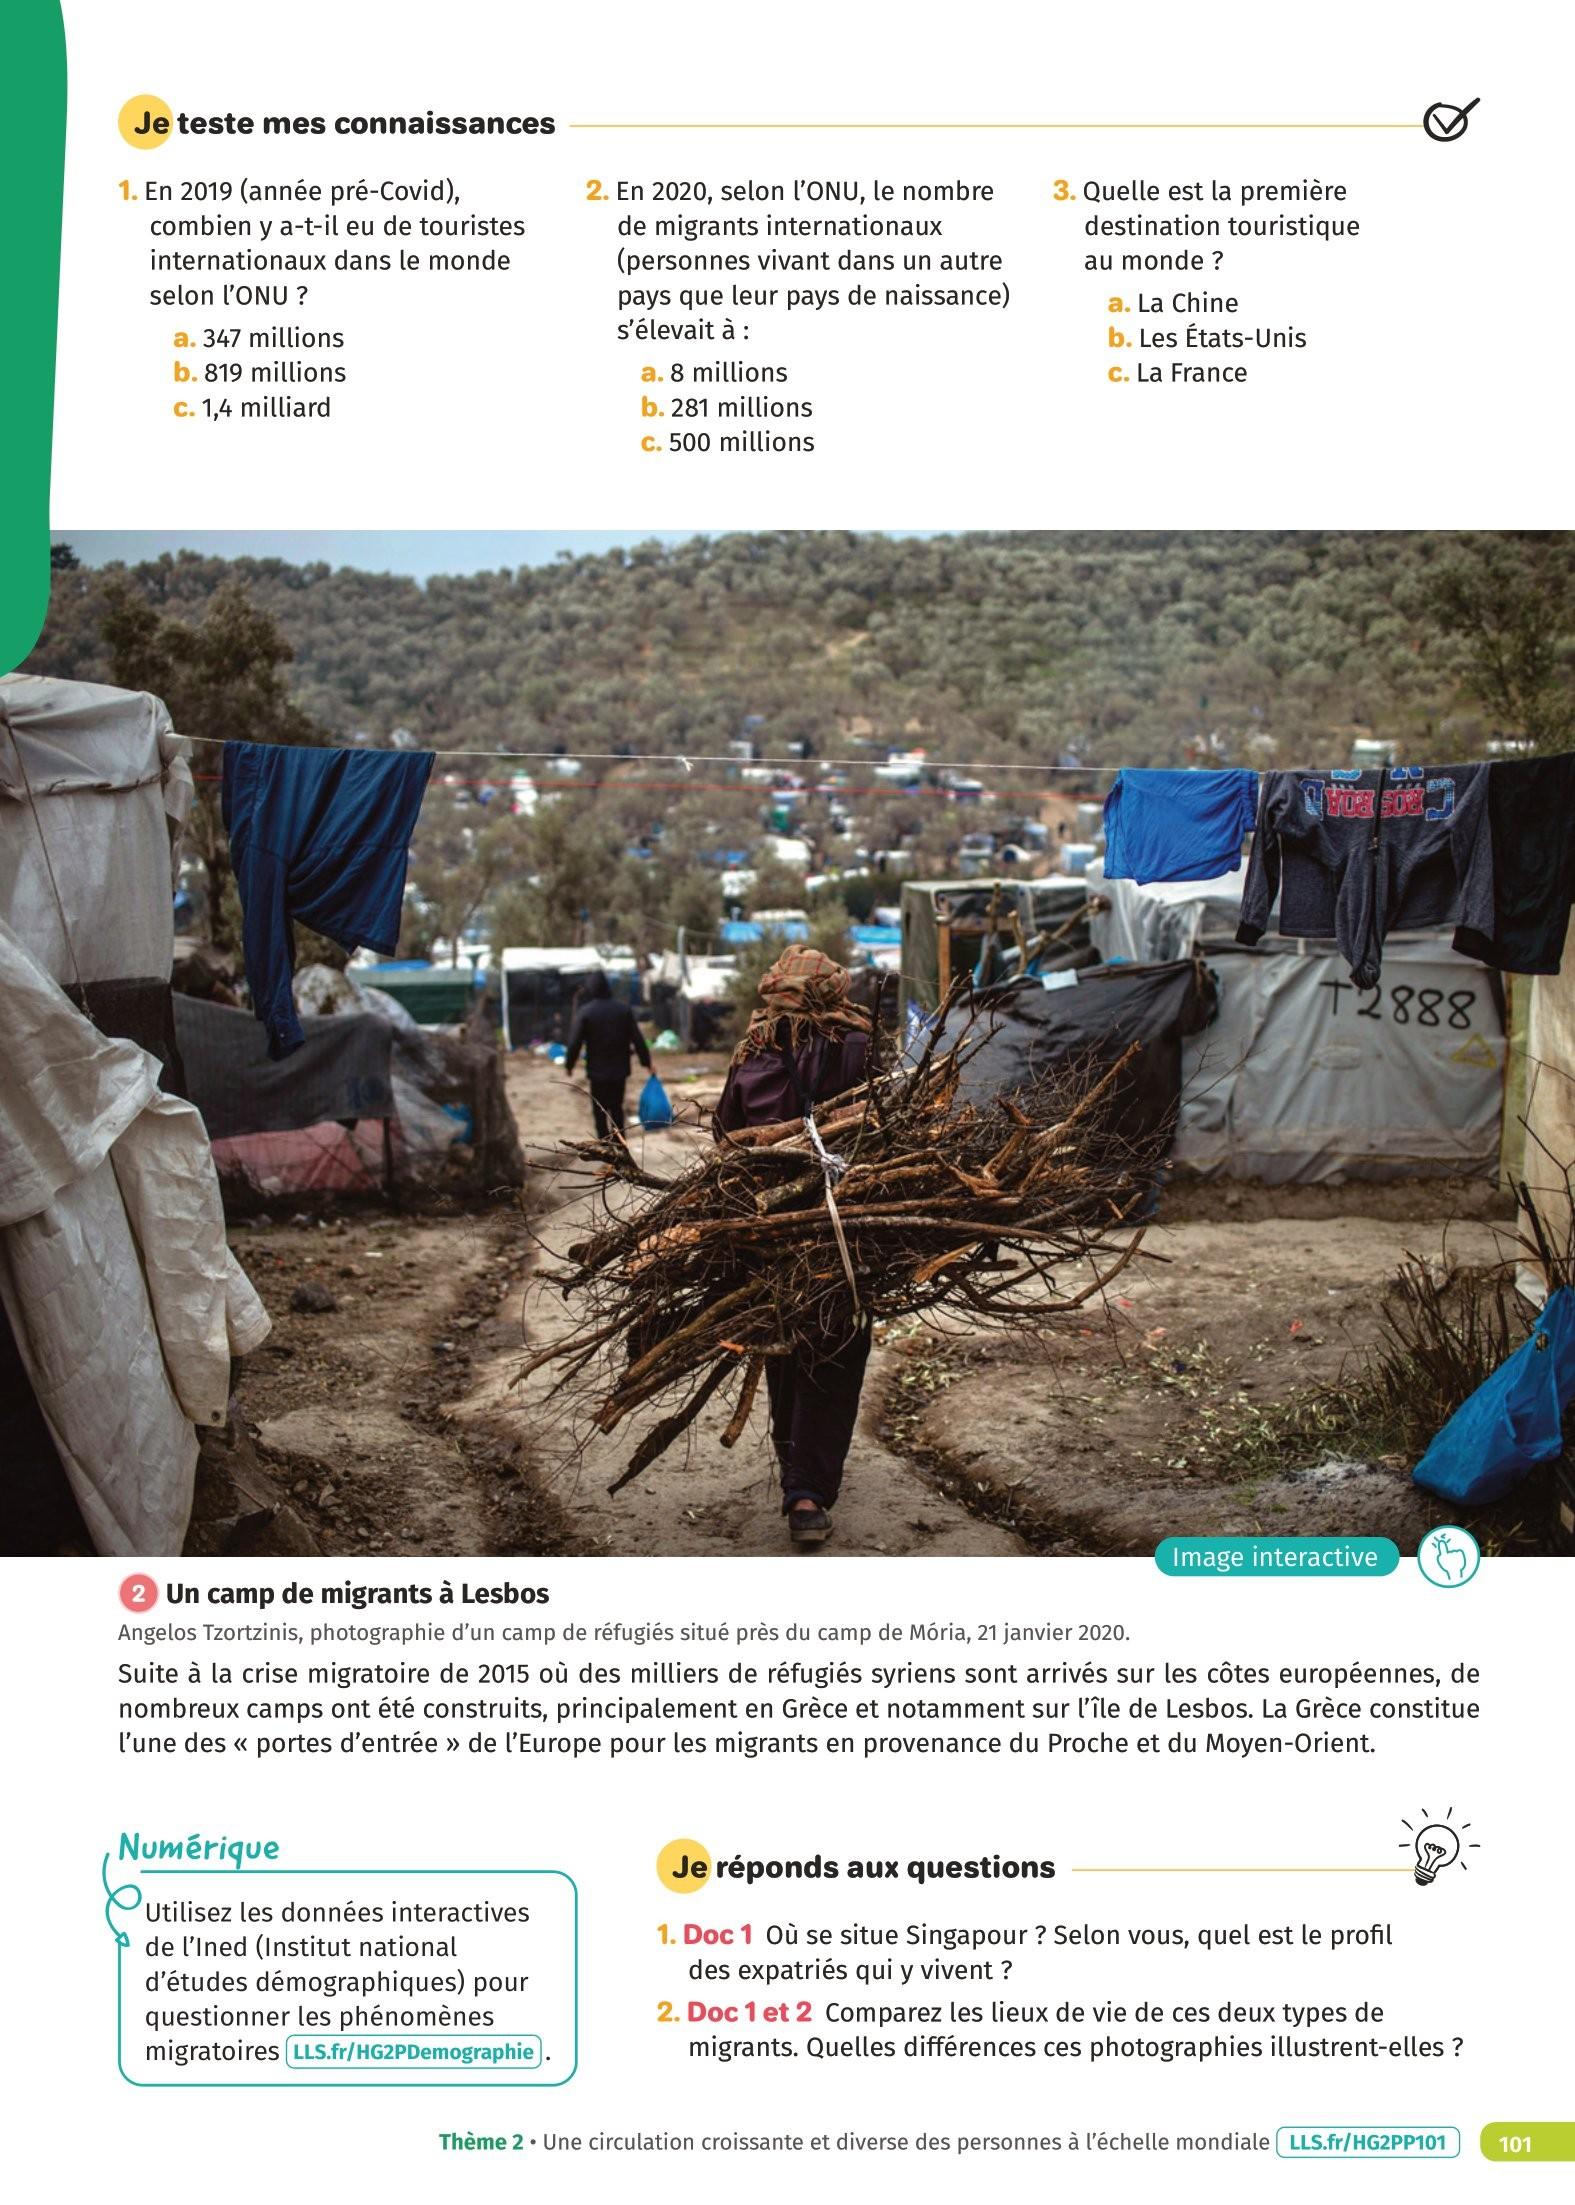 Je teste mes connaissances
1. En 2019 (année pré-Covid),
combien y a-t-il eu de touristes
internationaux dans le monde
selon l'ONU ?
a. 347 millions
b. 819 millions
c. 1,4 milliard
2. En 2020, selon l'ONU, le nombre
de migrants internationaux
(personnes vivant dans un autre
pays que leur pays de naissance)
s'élevait à :
a. 8 millions
b. 281 millions
c. 500 millions
3. Quelle est la première
destination touristique
au monde ?
a. La Chine
b. Les États-Unis
c. La France
T2888
Image interactive
2 Un camp de migrants à Lesbos
Angelos Tzortzinis, photographie d'un camp de réfugiés situé près du camp de Mória, 21 janvier 2020.
Suite à la crise migratoire de 2015 où des milliers de réfugiés syriens sont arrivés sur les côtes européennes, de
nombreux camps ont été construits, principalement en Grèce et notamment sur l'île de Lesbos. La Grèce constitue
l'une des « portes d'entrée » de l'Europe pour les migrants en provenance du Proche et du Moyen-Orient.
Numérique
Utilisez les données interactives
de l'Ined (Institut national
d'études démographiques) pour
questionner les phénomènes
migratoires LLS.fr/HG2PDemographie .
Je réponds aux questions
1. Doc 1 Où se situe Singapour ? Selon vous, quel est le profil
des expatriés qui y vivent ?
2. Doc 1 et 2 Comparez les lieux de vie de ces deux types de
migrants. Quelles différences ces photographies illustrent-elles ?
Thème 2 • Une circulation croissante et diverse des personnes à l'échelle mondiale LLS.fr/HG2PP101 101